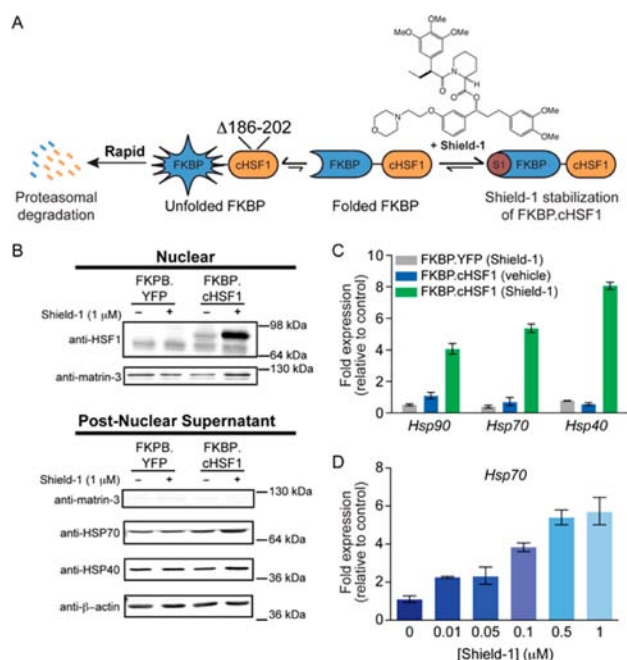 A
OMe
MeO
OMe
N
O
O
O
O
N
O
OMe
OMe
Δ186-202
Rapid
+ Shield-1
FKBP
cHSF1
FKBP
cHSF1
S1
FKBP
cHSF1
Proteasomal
degradation
Unfolded FKBP
Folded FKBP
Shield-1 stabilization
of FKBP.cHSF1
B
Nuclear
FKPB.
YFP
FKBP.
cHSF1
Shield-1 (1 μM) – + – +
98 kDa
anti-HSF1
64 kDa
130 kDa
anti-matrin-3
Post-Nuclear Supernatant
FKPB.
YFP
FKBP.
cHSF1
Shield-1 (1 μM) – + – +
130 kDa
anti-matrin-3
anti-HSP70
64 kDa
anti-HSP40
36 kDa
anti-β-actin
36 kDa
C
FKBP.YFP (Shield-1)
FKBP.cHSF1 (vehicle)
FKBP.cHSF1 (Shield-1)
Fold expression
(relative to control)
10
8
6
4
2
0
Hsp90 Hsp70 Hsp40
D
Hsp70
Fold expression
(relative to control)
8
6
4
2
0
0 0.01 0.05 0.1 0.5 1
[Shield-1] (μM)